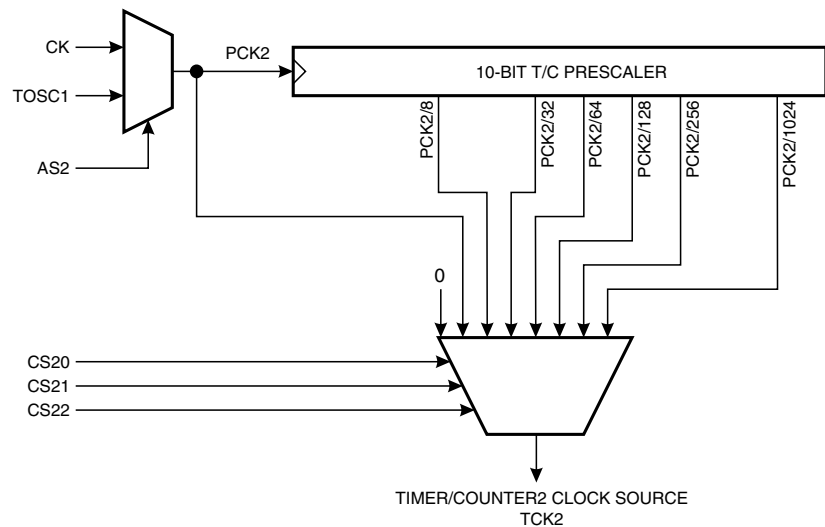 CK
PCK2
10-BIT T/C PRESCALER
TOSC1
AS2
PCK2/8
PCK2/32
PCK2/64
PCK2/128
PCK2/256
PCK2/1024
0
CS20
CS21
CS22
TIMER/COUNTER2 CLOCK SOURCE
TCK2